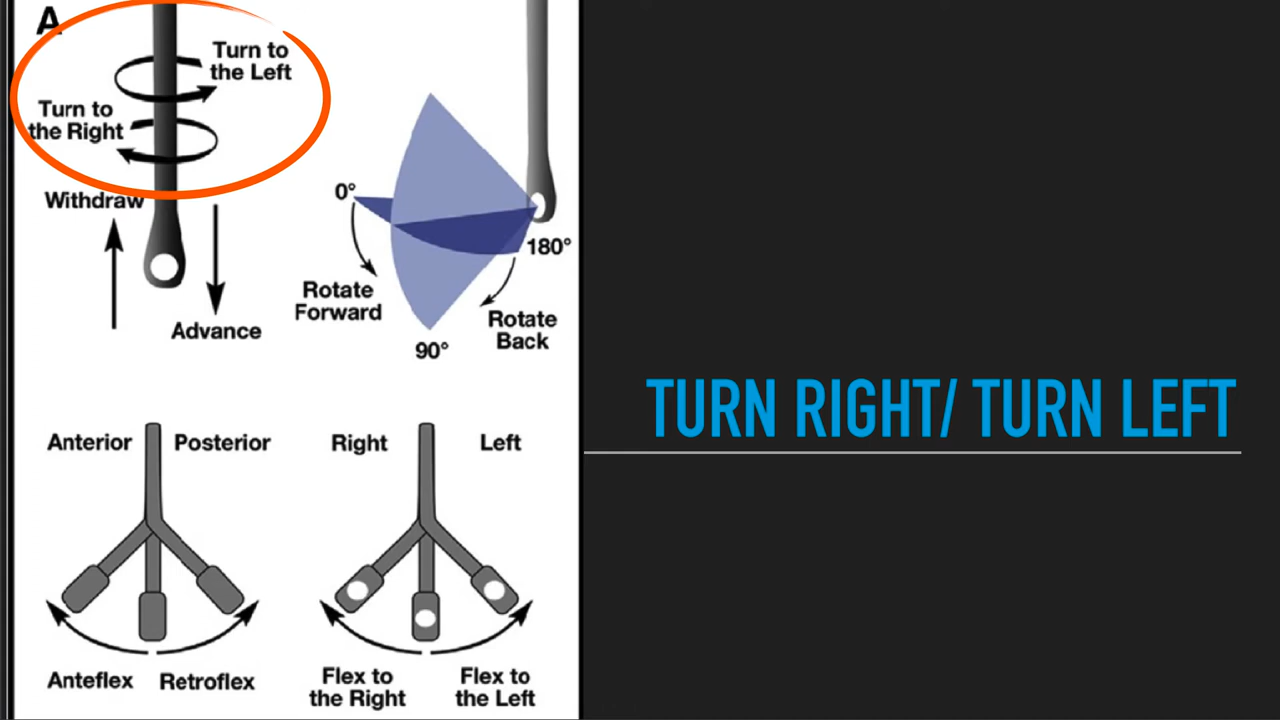 A
Turn to
the Left
Turn to
the Right
Withdraw
Advance
0°
180°
Rotate
Forward
Rotate
Back
90°
Anterior
Posterior
Right
Left
Anteflex
Retroflex
Flex to
the Right
Flex to
the Left
TURN RIGHT/ TURN LEFT